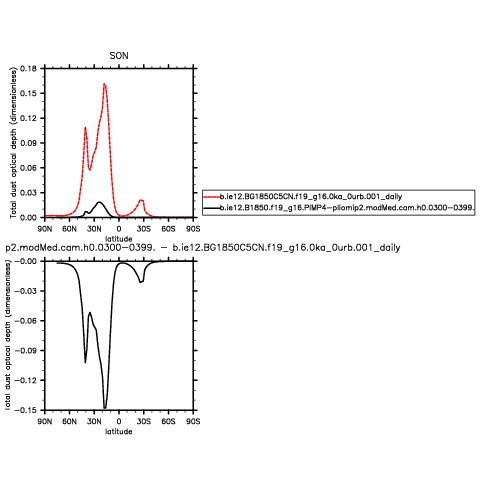 SON
Total dust optical depth (dimensionless)
0.18
0.15
0.12
0.09
0.06
0.03
0.00
90N 60N 30N 0 30S 60S 90S
latitude
b.ie12.BG1850C5CN.f19_g16.0ka_0urb.001_daily
b.ie12.B1850.f19_g16.PlMP4-pliomip2.modMed.cam.h0.0300-0399.
p2.modMed.cam.h0.0300-0399. - b.ie12.BG1850C5CN.f19_g16.0ka_0urb.001_daily
Total dust optical depth (dimensionless)
-0.00
-0.03
-0.06
-0.09
-0.12
-0.15
90N 60N 30N 0 30S 60S 90S
latitude